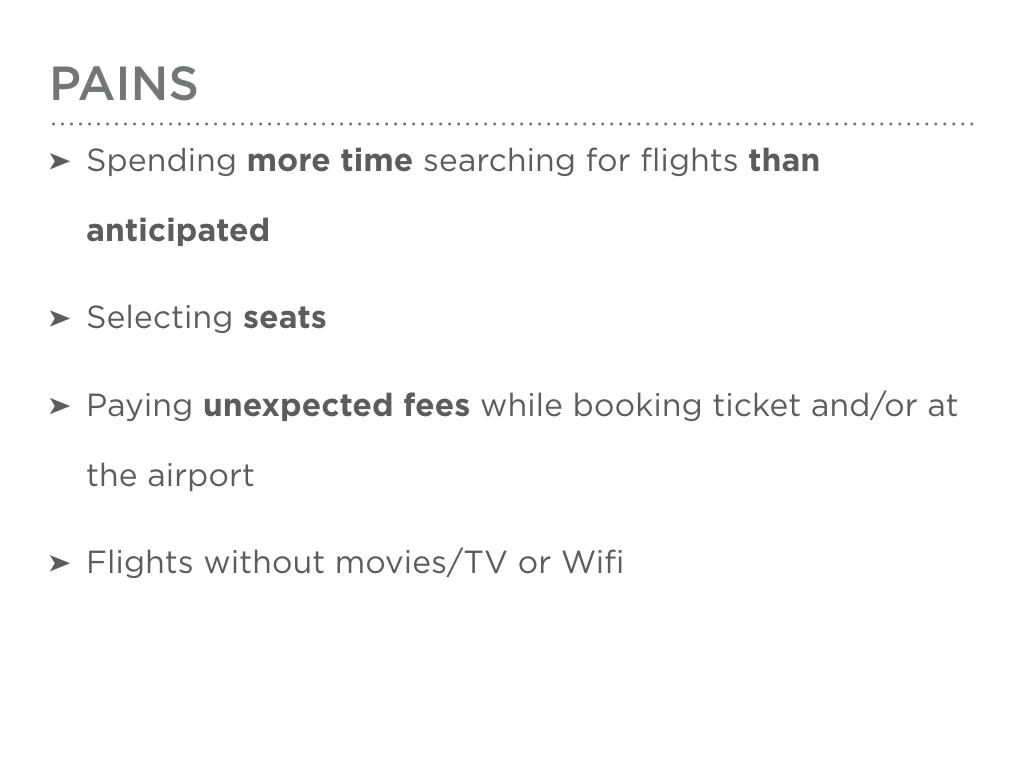 PAINS
➤ Spending more time searching for flights than
anticipated
➤ Selecting seats
➤ Paying unexpected fees while booking ticket and/or at
the airport
➤ Flights without movies/TV or Wifi